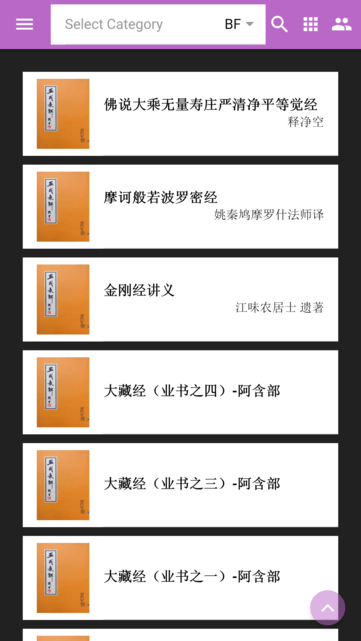 Select Category
BF
佛说大乘无量寿庄严清净平等觉经
释净空
摩诃般若波罗密经
姚秦鸠摩罗什法师译
金刚经讲义
江味农居士 遗著
大藏经（业书之四）-阿含部
大藏经（业书之三）-阿含部
大藏经（业书之一）-阿含部